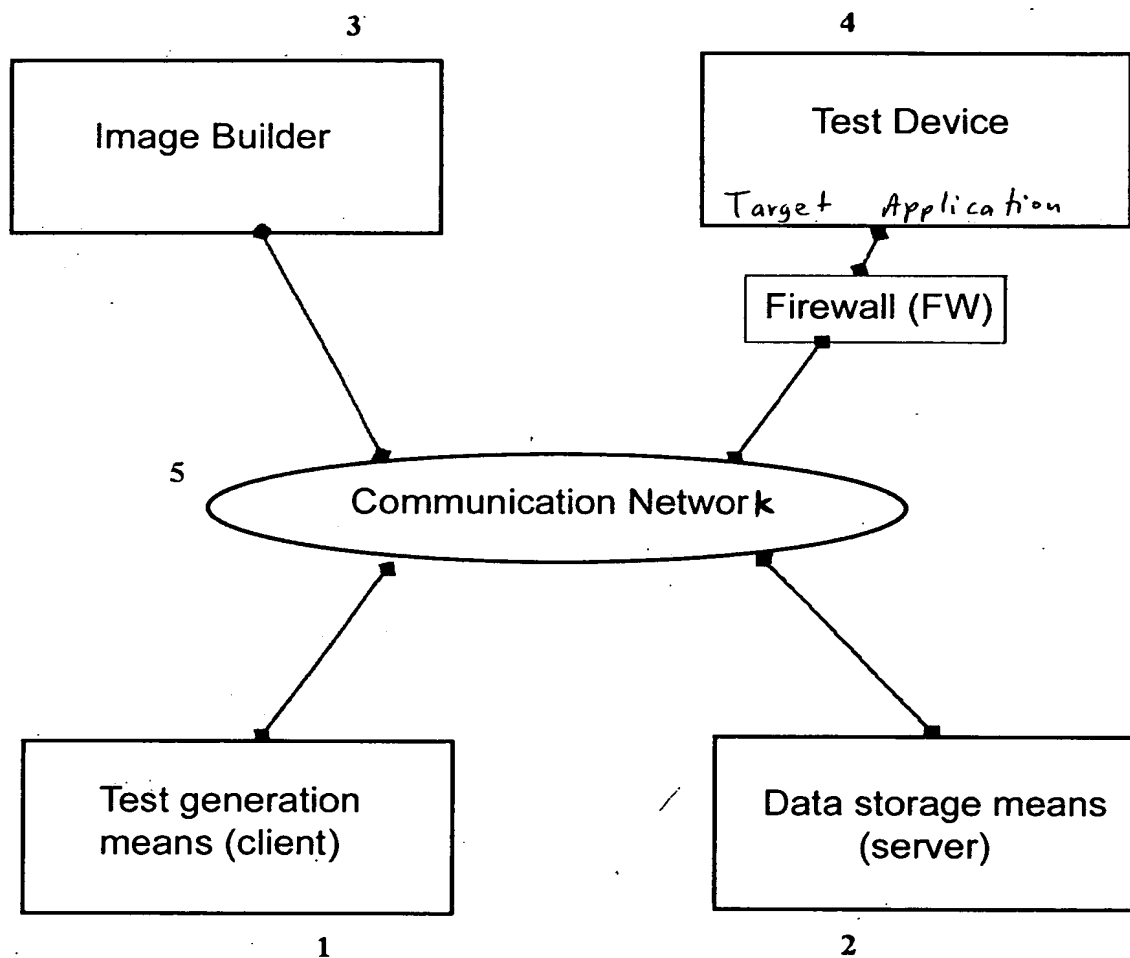 3
4
Image Builder
Test Device
Target Application
Firewall (FW)
5
Communication Network
Test generation
means (client)
Data storage means
(server)
1
2